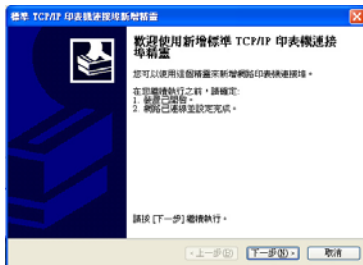 標準 TCP/IP 印表機連接埠新增精靈
歡迎使用新增標準 TCP/IP 印表機連接
埠精靈
您可以使用這個精靈來新增網路印表機連接埠。
在您繼續執行之前，請確定:
1. 裝置已開啟。
2. 網路已連線並設定完成。
請按 [下一步] 繼續執行。
< 上一步(B) 下一步(N) > 取消